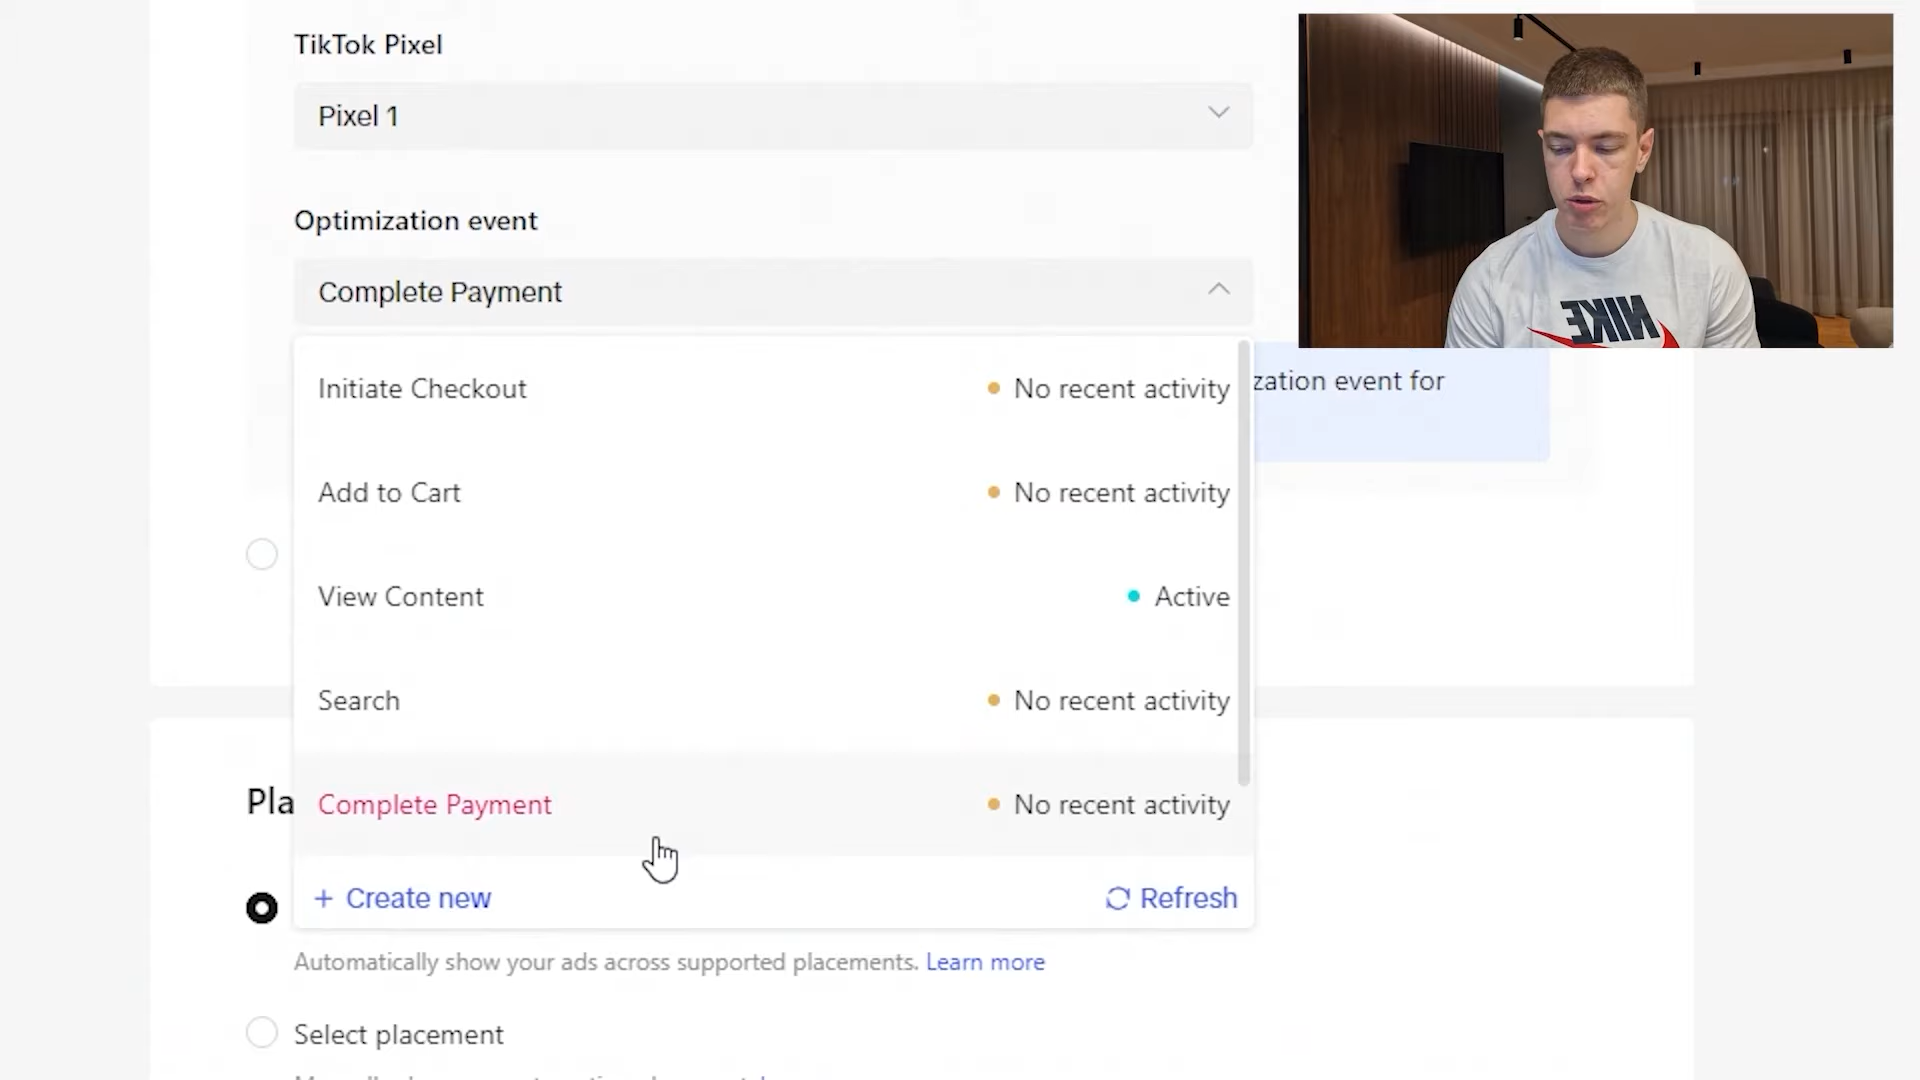 TikTok Pixel
Pixel 1
Optimization event
Complete Payment
Initiate Checkout No recent activity
zation event for
Add to Cart No recent activity
View Content Active
Search No recent activity
Pla
Complete Payment No recent activity
+ Create new Refresh
Automatically show your ads across supported placements. Learn more
Select placement
NIKE